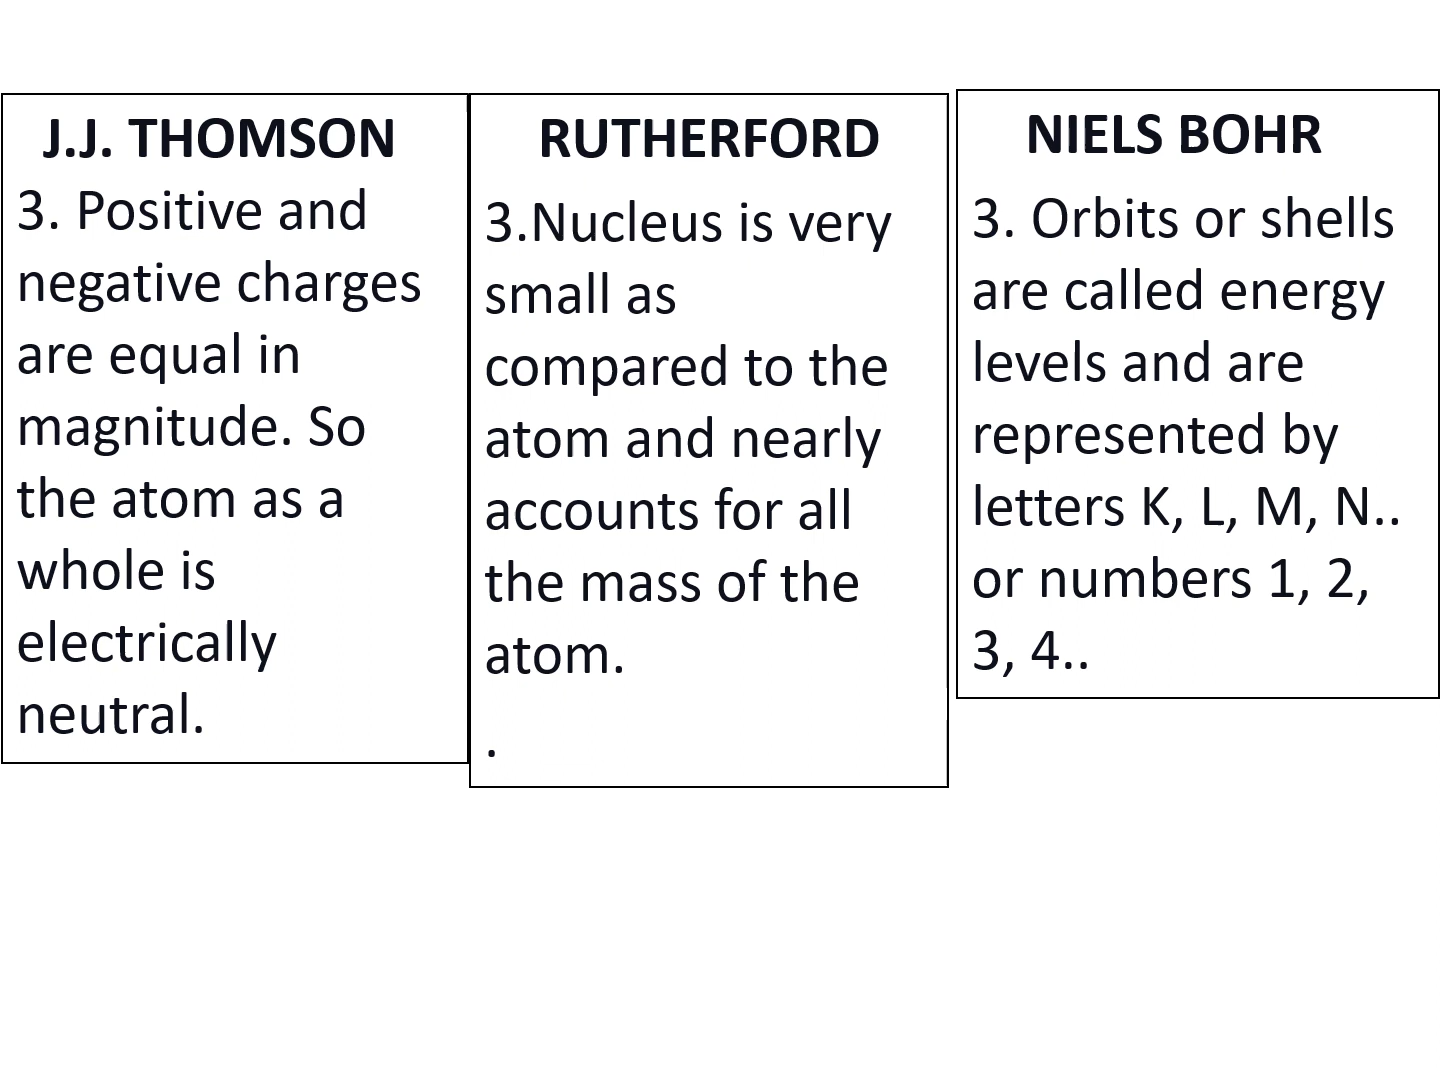 J.J. THOMSON
3. Positive and
negative charges
are equal in
magnitude. So
the atom as a
whole is
electrically
neutral.
RUTHERFORD
3.Nucleus is very
small as
compared to the
atom and nearly
accounts for all
the mass of the
atom.
.
NIELS BOHR
3. Orbits or shells
are called energy
levels and are
represented by
letters K, L, M, N..
or numbers 1, 2,
3, 4..